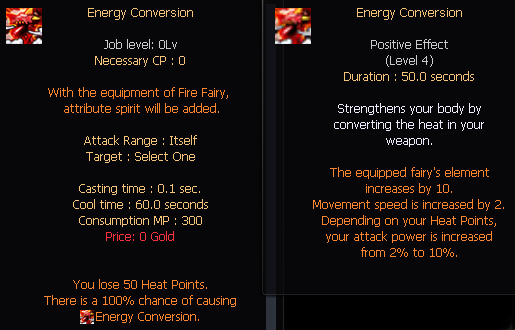 Energy Conversion
Job level: 0Lv
Necessary CP : 0
With the equipment of Fire Fairy,
attribute spirit will be added.
Attack Range : Itself
Target : Select One
Casting time : 0.1 sec.
Cool time : 60.0 seconds
Consumption MP : 300
Price: 0 Gold
You lose 50 Heat Points.
There is a 100% chance of causing
Energy Conversion.
Energy Conversion
Positive Effect
(Level 4)
Duration : 50.0 seconds
Strengthens your body by
converting the heat in your
weapon.
The equipped fairy's element
increases by 10.
Movement speed is increased by 2.
Depending on your Heat Points,
your attack power is increased
from 2% to 10%.